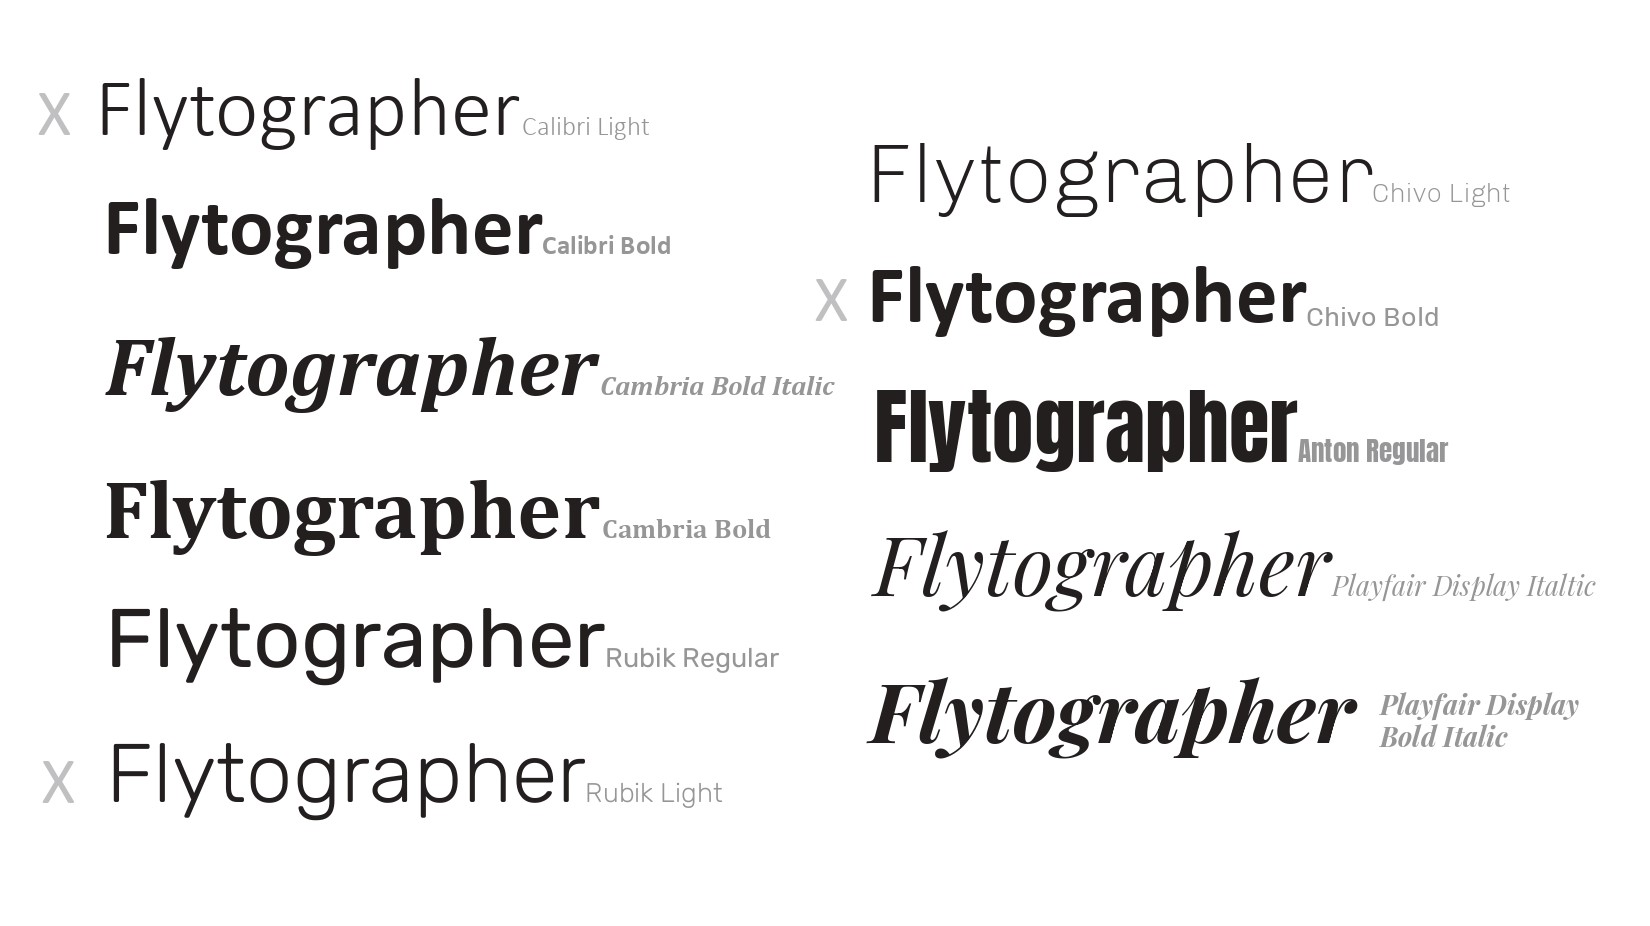 X Flytographer Calibri Light
Flytographer Calibri Bold
Flytographer Cambria Bold Italic
Flytographer Cambria Bold
Flytographer Rubik Regular
X Flytographer Rubik Light
Flytographer Chivo Light
X Flytographer Chivo Bold
Flytographer Anton Regular
Flytographer Playfair Display Italtic
Flytographer Playfair Display
Bold Italic